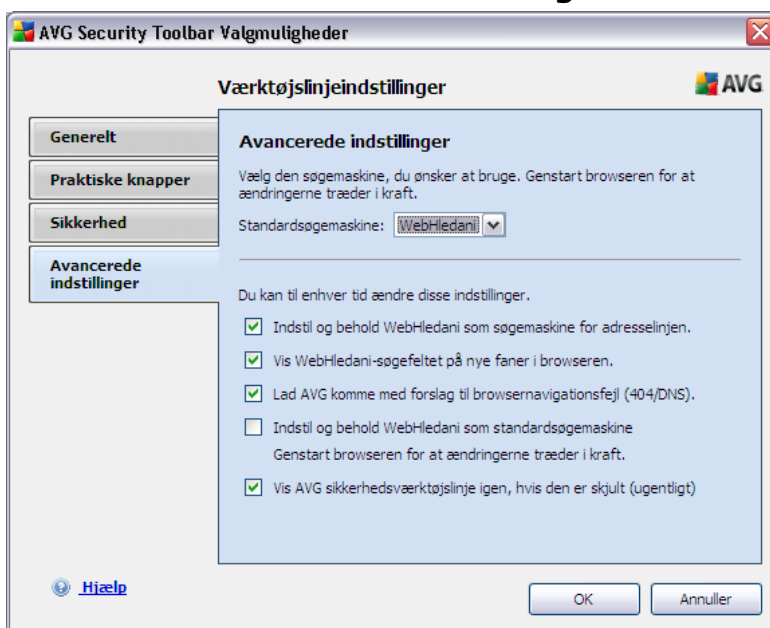 AVG Security Toolbar Valgmuligheder
Værktøjslinjeindstillinger
AVG
Generelt
Praktiske knapper
Sikkerhed
Avancerede
indstillinger
Avancerede indstillinger
Vælg den søgemaskine, du ønsker at bruge. Genstart browseren for at
ændringerne træder i kraft.
Standardsøgemaskine: WebHledani
Du kan til enhver tid ændre disse indstillinger.
Indstil og behold WebHledani som søgemaskine for adresselinjen.
Vis WebHledani-søgefeltet på nye faner i browseren.
Lad AVG komme med forslag til browsernavigationsfejl (404/DNS).
Indstil og behold WebHledani som standardsøgemaskine
Genstart browseren for at ændringerne træder i kraft.
Vis AVG sikkerhedsværktøjslinje igen, hvis den er skjult (ugentligt)
Hjælp
OK
Annuller